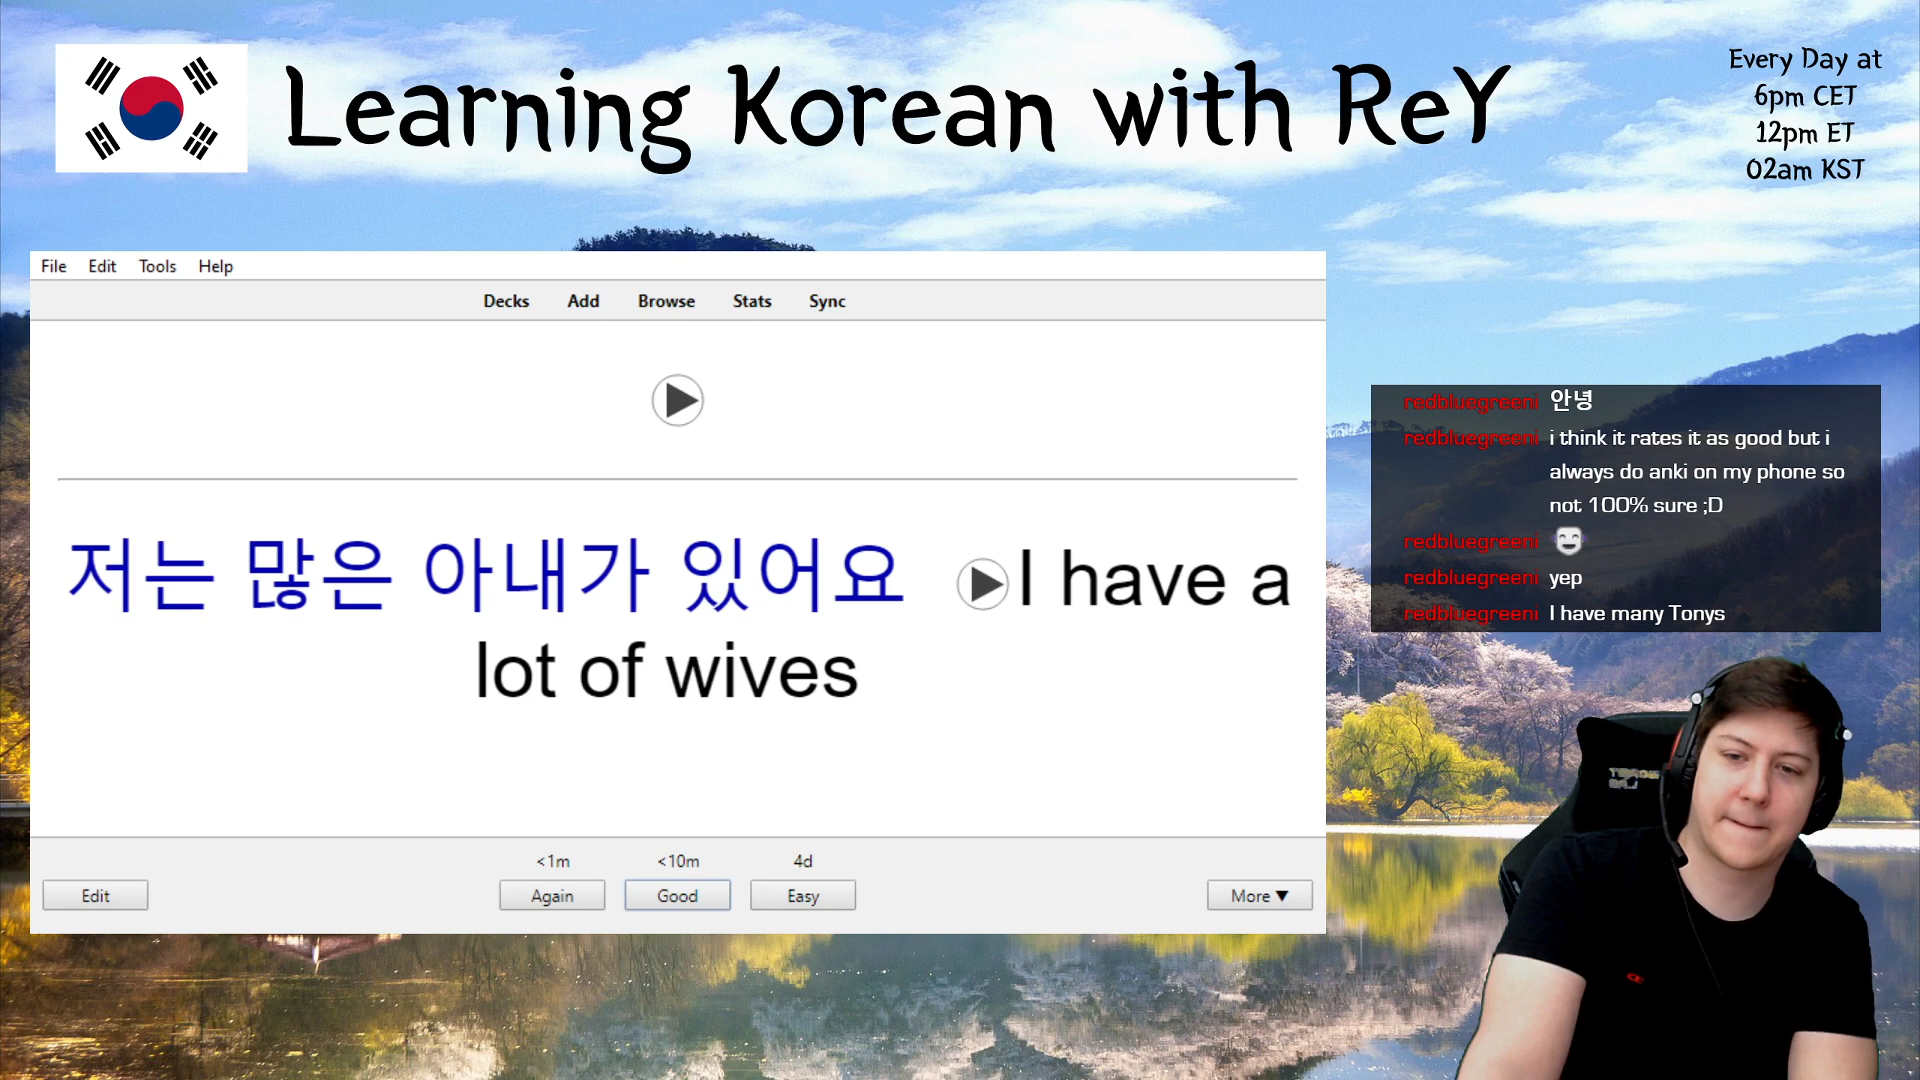 Learning Korean with ReY
Every Day at
6pm CET
12pm ET
02am KST
File Edit Tools Help
Decks Add Browse Stats Sync
저는 많은 아내가 있어요 I have a
lot of wives
<1m <10m 4d
Edit Again Good Easy More ▼
redbluegreeni 안녕
redbluegreeni i think it rates it as good but i
always do anki on my phone so
not 100% sure ;D
redbluegreeni
redbluegreeni yep
redbluegreeni I have many Tonys